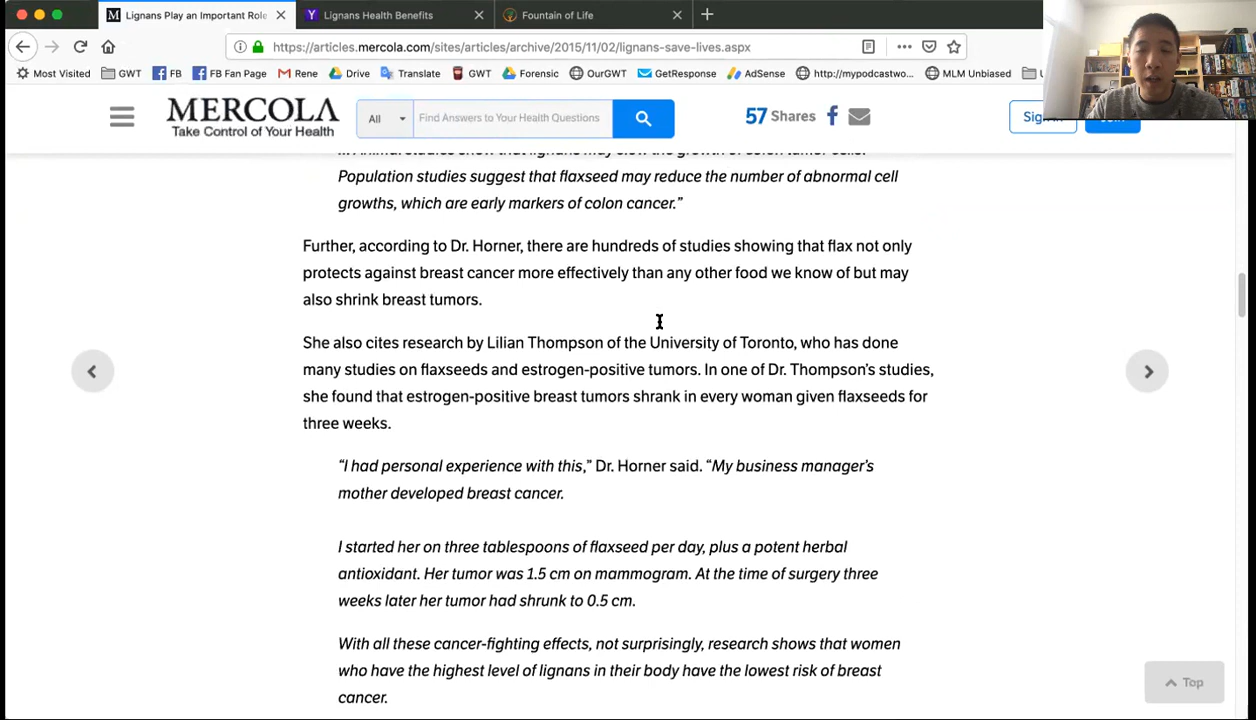 Lignans Play an Important Role
Lignans Health Benefits
Fountain of Life
https://articles.mercola.com/sites/articles/archive/2015/11/02/lignans-save-lives.aspx
Most Visited GWT FB FB Fan Page Rene Drive Translate GWT Forensic OurGWT GetResponse AdSense http://mypodcastwo... MLM Unbiased
MERCOLA
Take Control of Your Health
All
Find Answers to Your Health Questions
57 Shares
Population studies suggest that flaxseed may reduce the number of abnormal cell
growths, which are early markers of colon cancer.”
Further, according to Dr. Horner, there are hundreds of studies showing that flax not only
protects against breast cancer more effectively than any other food we know of but may
also shrink breast tumors.
She also cites research by Lilian Thompson of the University of Toronto, who has done
many studies on flaxseeds and estrogen-positive tumors. In one of Dr. Thompson’s studies,
she found that estrogen-positive breast tumors shrank in every woman given flaxseeds for
three weeks.
“I had personal experience with this,” Dr. Horner said. “My business manager’s
mother developed breast cancer.
I started her on three tablespoons of flaxseed per day, plus a potent herbal
antioxidant. Her tumor was 1.5 cm on mammogram. At the time of surgery three
weeks later her tumor had shrunk to 0.5 cm.
With all these cancer-fighting effects, not surprisingly, research shows that women
who have the highest level of lignans in their body have the lowest risk of breast
cancer.
Top